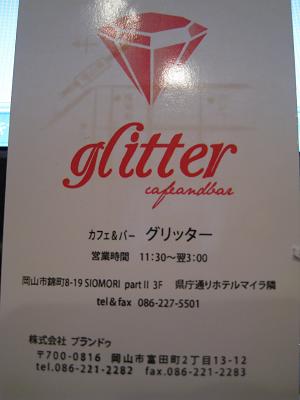 glitter
cafeandbar
カフェ&バー グリッター
営業時間 11:30～翌3:00
岡山市錦町8-19 SIOMORI partⅡ 3F 県庁通りホテルマイラ隣
tel&fax 086-227-5501
株式会社 ブランドゥ
〒700-0816 岡山市富田町2丁目13-12
tel.086-221-2282 fax.086-221-2283